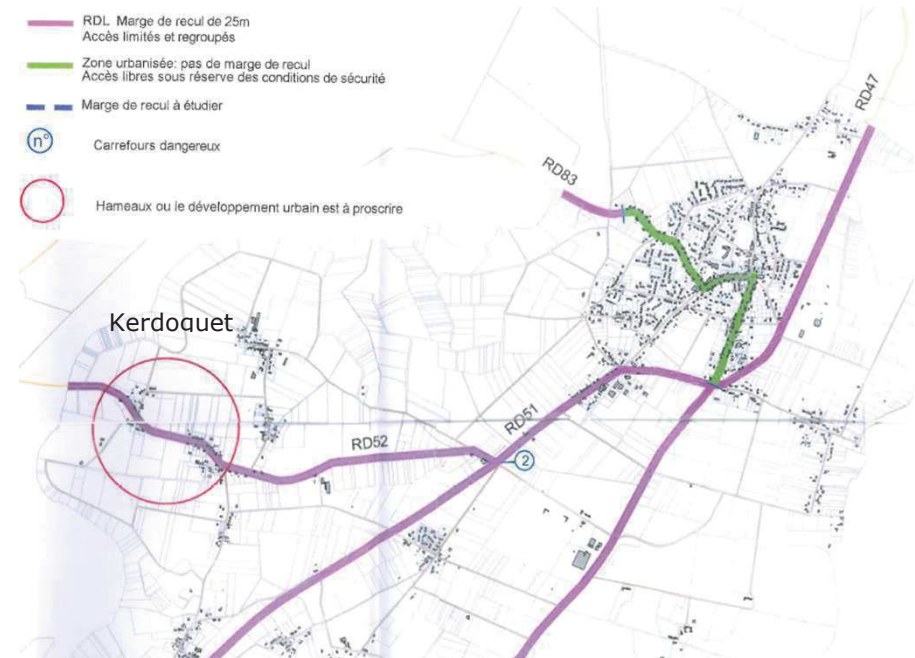 RDL Marge de recul de 25m
Accès limités et regroupés
Zone urbanisée: pas de marge de recul
Accès libres sous réserve des conditions de sécurité
Marge de recul à étudier
n°
Carrefours dangereux
Hameaux ou le développement urbain est à proscrire
RD47
RD83
Kerdoquet
RD51
RD52
2